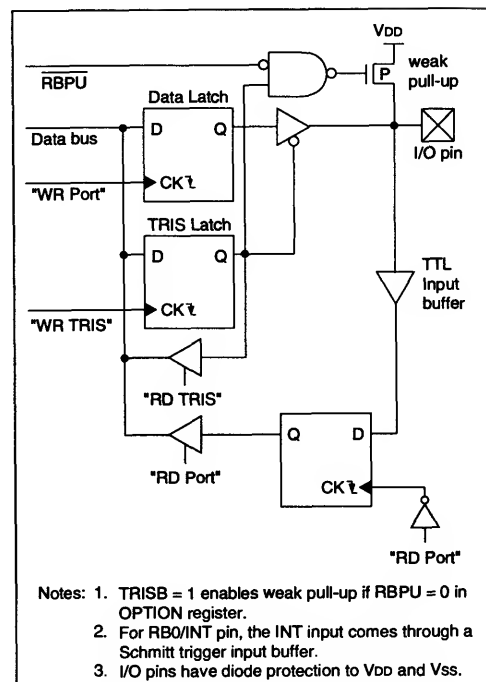 VDD
weak
pull-up
P
RBPU
Data Latch
Data bus
D Q
I/O pin
"WR Port"
CK
TRIS Latch
D Q
TTL
Input
buffer
"WR TRIS"
CK
"RD TRIS"
Q D
"RD Port"
CK
"RD Port"
Notes: 1. TRISB = 1 enables weak pull-up if RBPU = 0 in
OPTION register.
2. For RB0/INT pin, the INT input comes through a
Schmitt trigger input buffer.
3. I/O pins have diode protection to VDD and Vss.